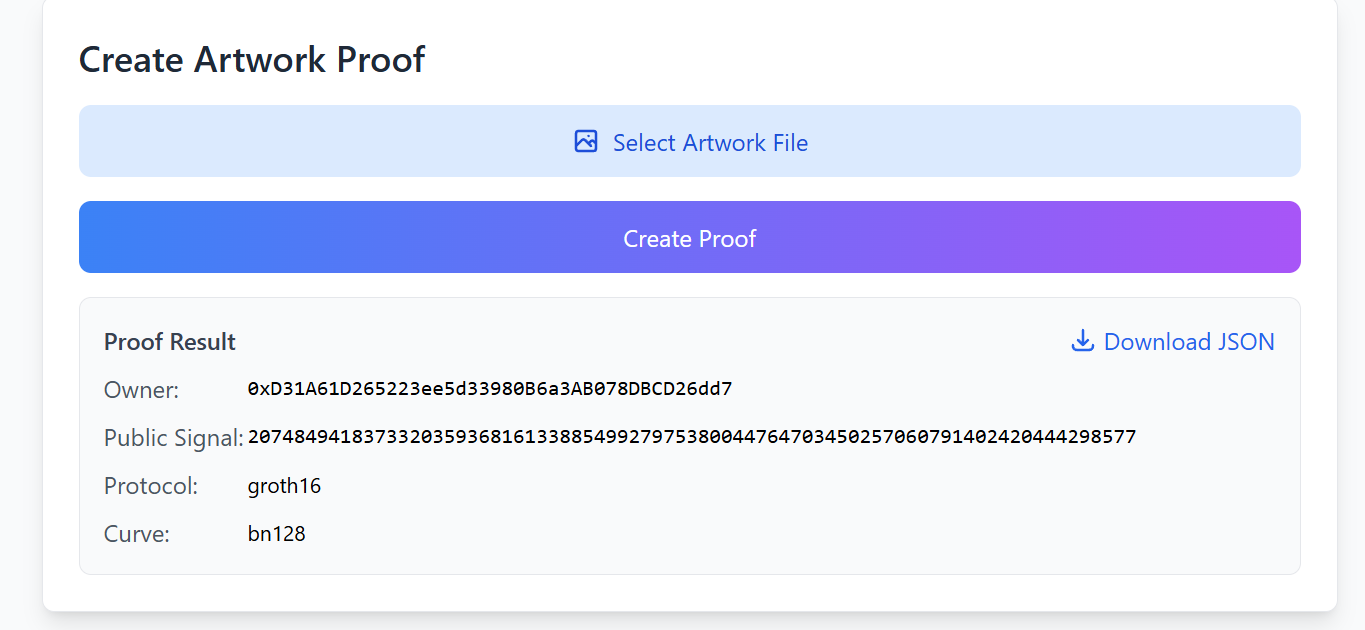 Create Artwork Proof
Select Artwork File
Create Proof
Proof Result
Download JSON
Owner: 0xD31A61D265223ee5d33980B6a3AB078DBCD26dd7
Public Signal: 20748494183733203593681613388549927975380044764703450257060791402420444298577
Protocol: groth16
Curve: bn128